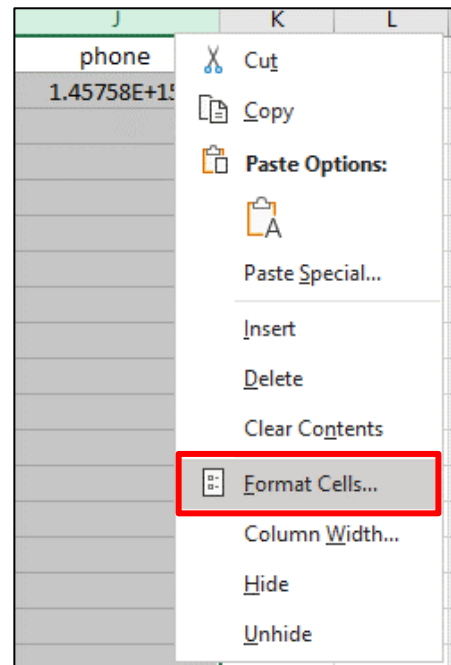 J K L
phone
1.45758E+15
Cut
Copy
Paste Options:
A
Paste Special...
Insert
Delete
Clear Contents
Format Cells...
Column Width...
Hide
Unhide